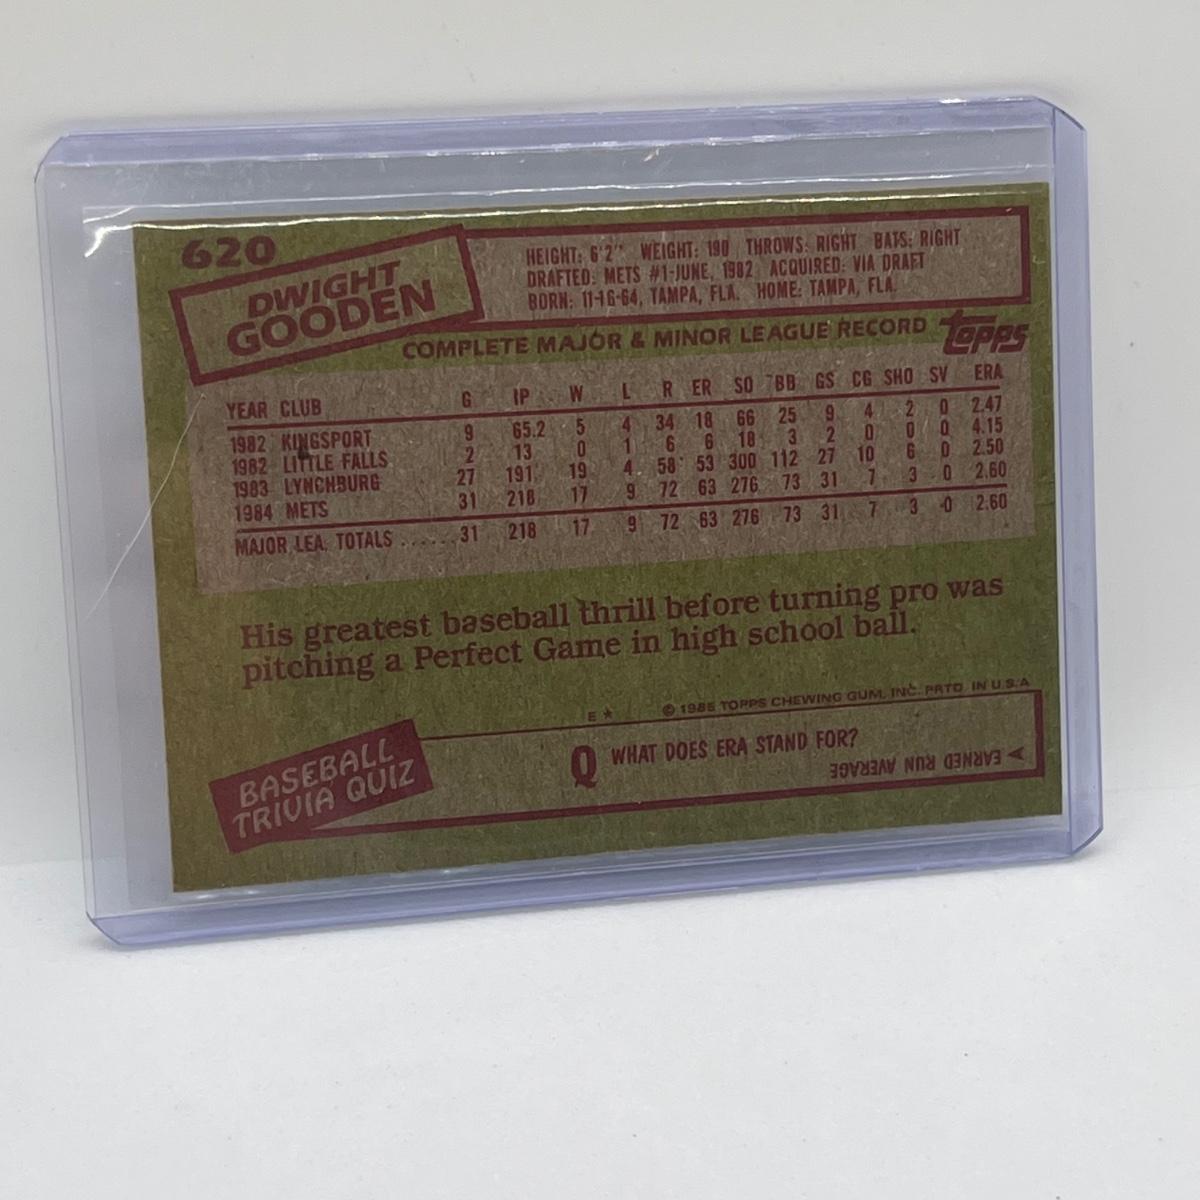 620
DWIGHT
GOODEN
HEIGHT: 6'2" WEIGHT: 190 THROWS: RIGHT BATS: RIGHT
DRAFTED: METS #1-JUNE, 1982 ACQUIRED: VIA DRAFT
BORN: 11-16-64, TAMPA, FLA. HOME: TAMPA, FLA.
COMPLETE MAJOR & MINOR LEAGUE RECORD
topps
YEAR CLUB G IP W L R ER SO BB GS CG SHO SV ERA
1982 KINGSPORT 9 65.2 5 4 34 18 66 25 9 4 2 0 2.47
1982 LITTLE FALLS 2 13 0 1 6 6 18 3 2 0 0 0 4.15
1983 LYNCHBURG 27 191 19 4 58 53 300 112 27 10 6 0 2.50
1984 METS 31 218 17 9 72 63 276 73 31 7 3 0 2.60
MAJOR LEA. TOTALS ...... 31 218 17 9 72 63 276 73 31 7 3 0 2.60
His greatest baseball thrill before turning pro was
pitching a Perfect Game in high school ball.
E * © 1985 TOPPS CHEWING GUM, INC. PRTD. IN U.S.A
BASEBALL
TRIVIA QUIZ
Q WHAT DOES ERA STAND FOR?
EARNED RUN AVERAGE